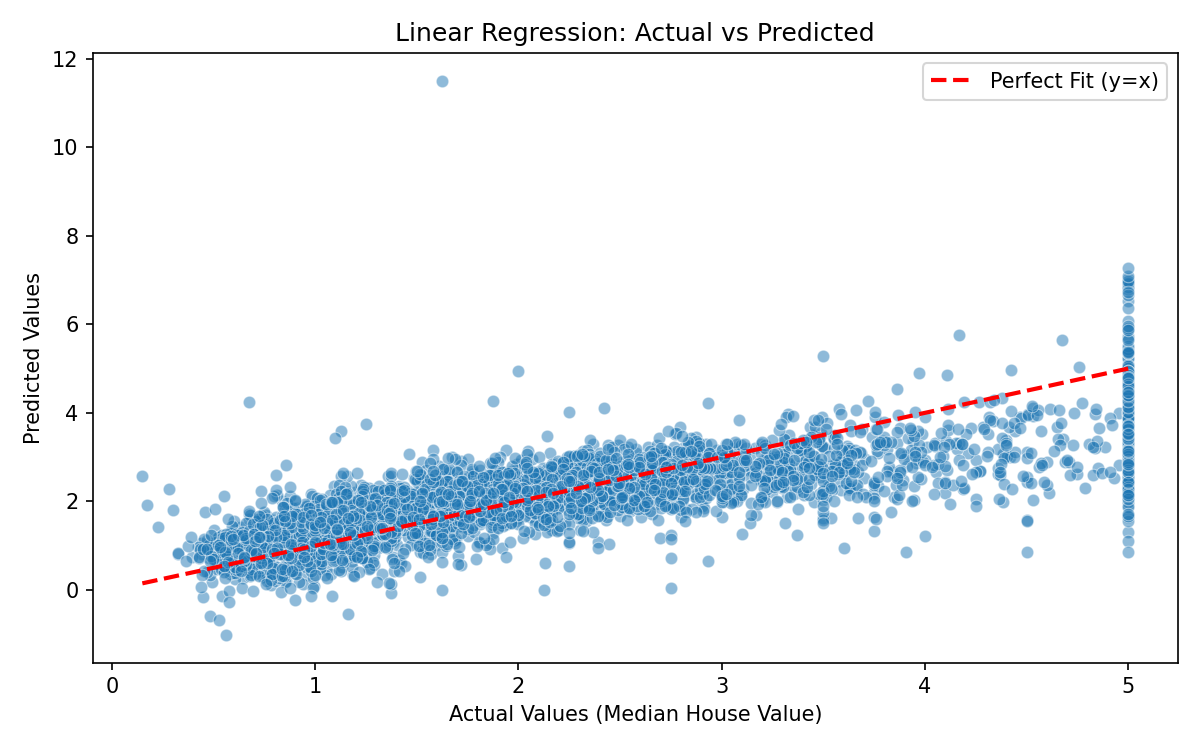 Linear Regression: Actual vs Predicted
Perfect Fit (y=x)
Predicted Values
12
10
8
6
4
2
0
0 1 2 3 4 5
Actual Values (Median House Value)